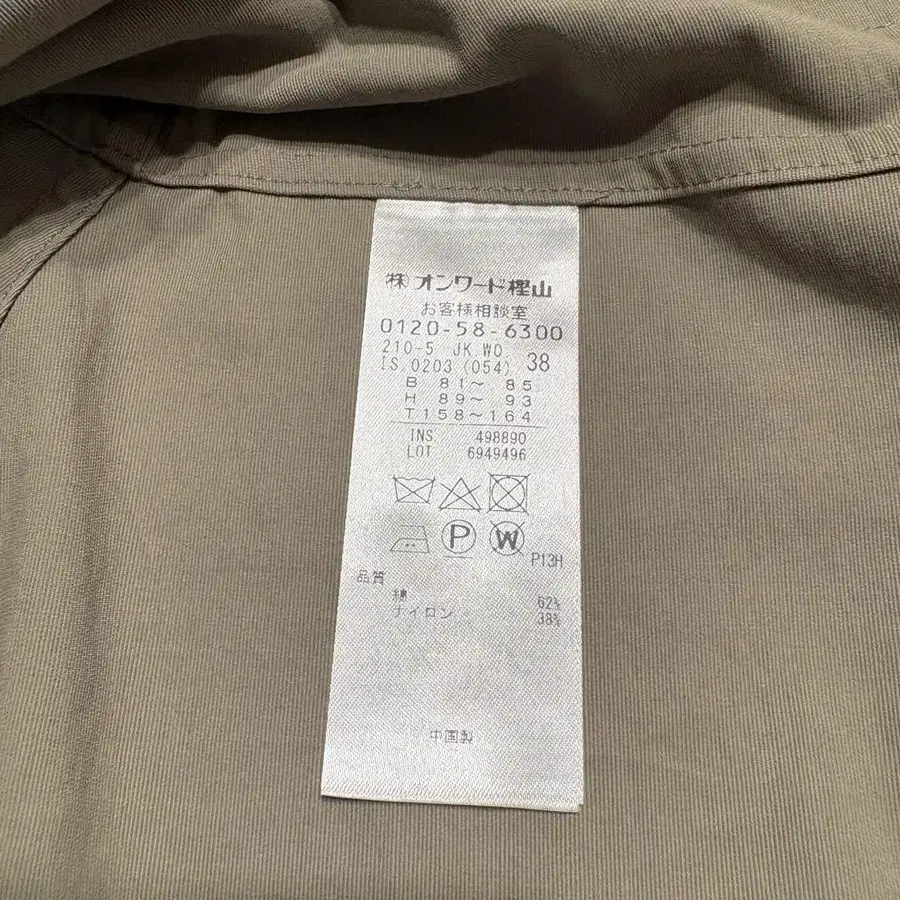 ㈱オンワード樫山
お客様相談室
0120-58-6300
210-5 JK.WO 38
IS.0203 (054)
B 81〜 85
H 89〜 93
T158〜164
INS 498890
LOT 6949496
P W P13H
品質
綿 62%
ナイロン 38%
中国製